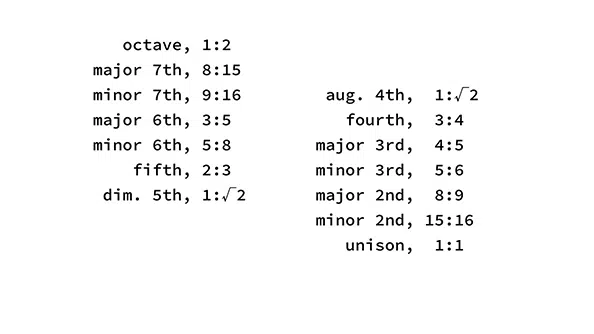 octave, 1:2
major 7th, 8:15
minor 7th, 9:16
major 6th, 3:5
minor 6th, 5:8
fifth, 2:3
dim. 5th, 1:√2
aug. 4th, 1:√2
fourth, 3:4
major 3rd, 4:5
minor 3rd, 5:6
major 2nd, 8:9
minor 2nd, 15:16
unison, 1:1